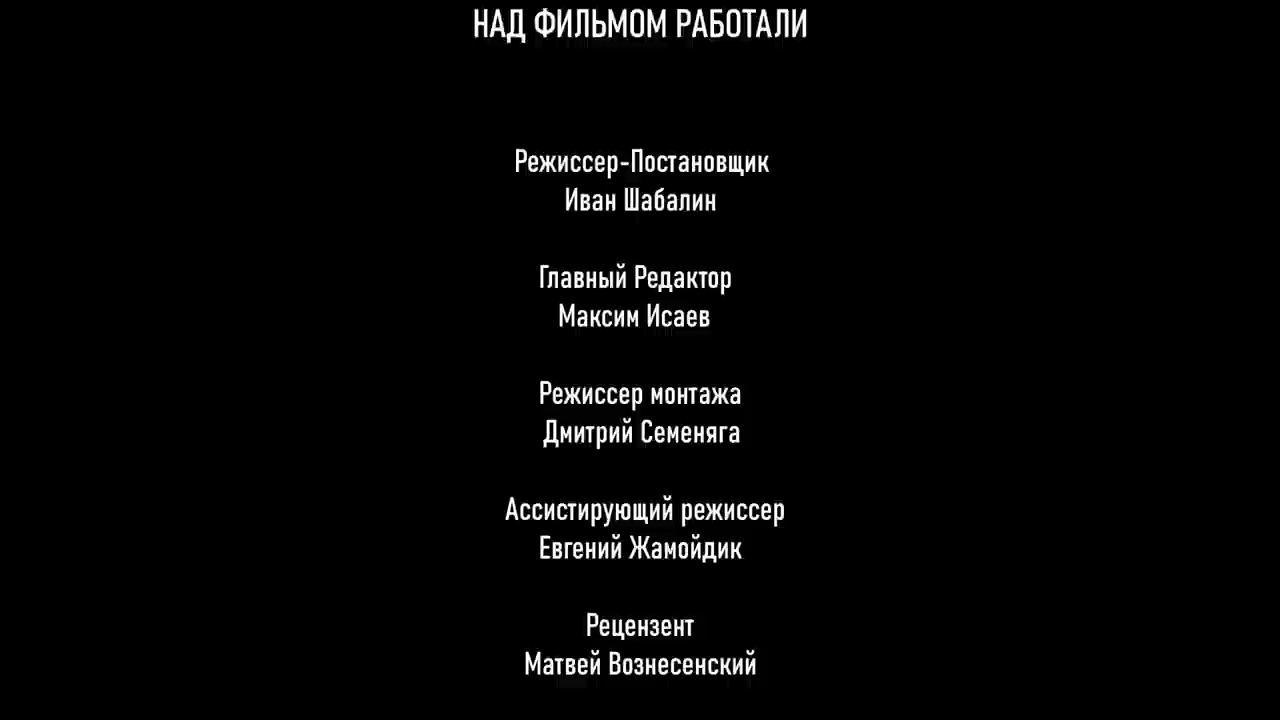 НАД ФИЛЬМОМ РАБОТАЛИ
Режиссер-Постановщик
Иван Шабалин
Главный Редактор
Максим Исаев
Режиссер монтажа
Дмитрий Семеняга
Ассистирующий режиссер
Евгений Жамойдик
Рецензент
Матвей Вознесенский